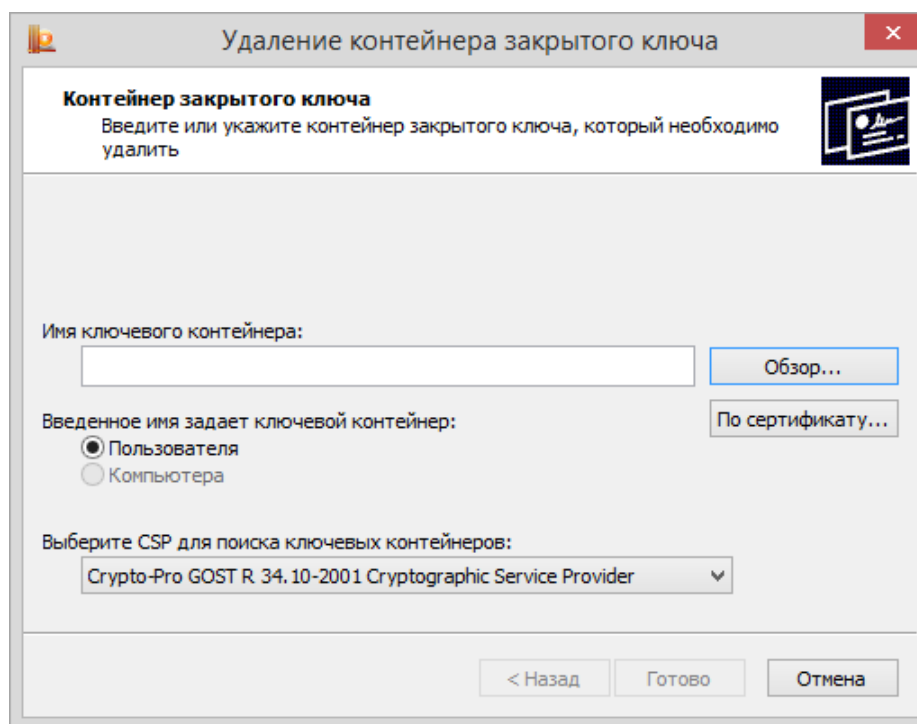 Удаление контейнера закрытого ключа
Контейнер закрытого ключа
Введите или укажите контейнер закрытого ключа, который необходимо
удалить
Имя ключевого контейнера:
Обзор...
Введенное имя задает ключевой контейнер:
По сертификату...
Пользователя
Компьютера
Выберите CSP для поиска ключевых контейнеров:
Crypto-Pro GOST R 34.10-2001 Cryptographic Service Provider
< Назад Готово Отмена